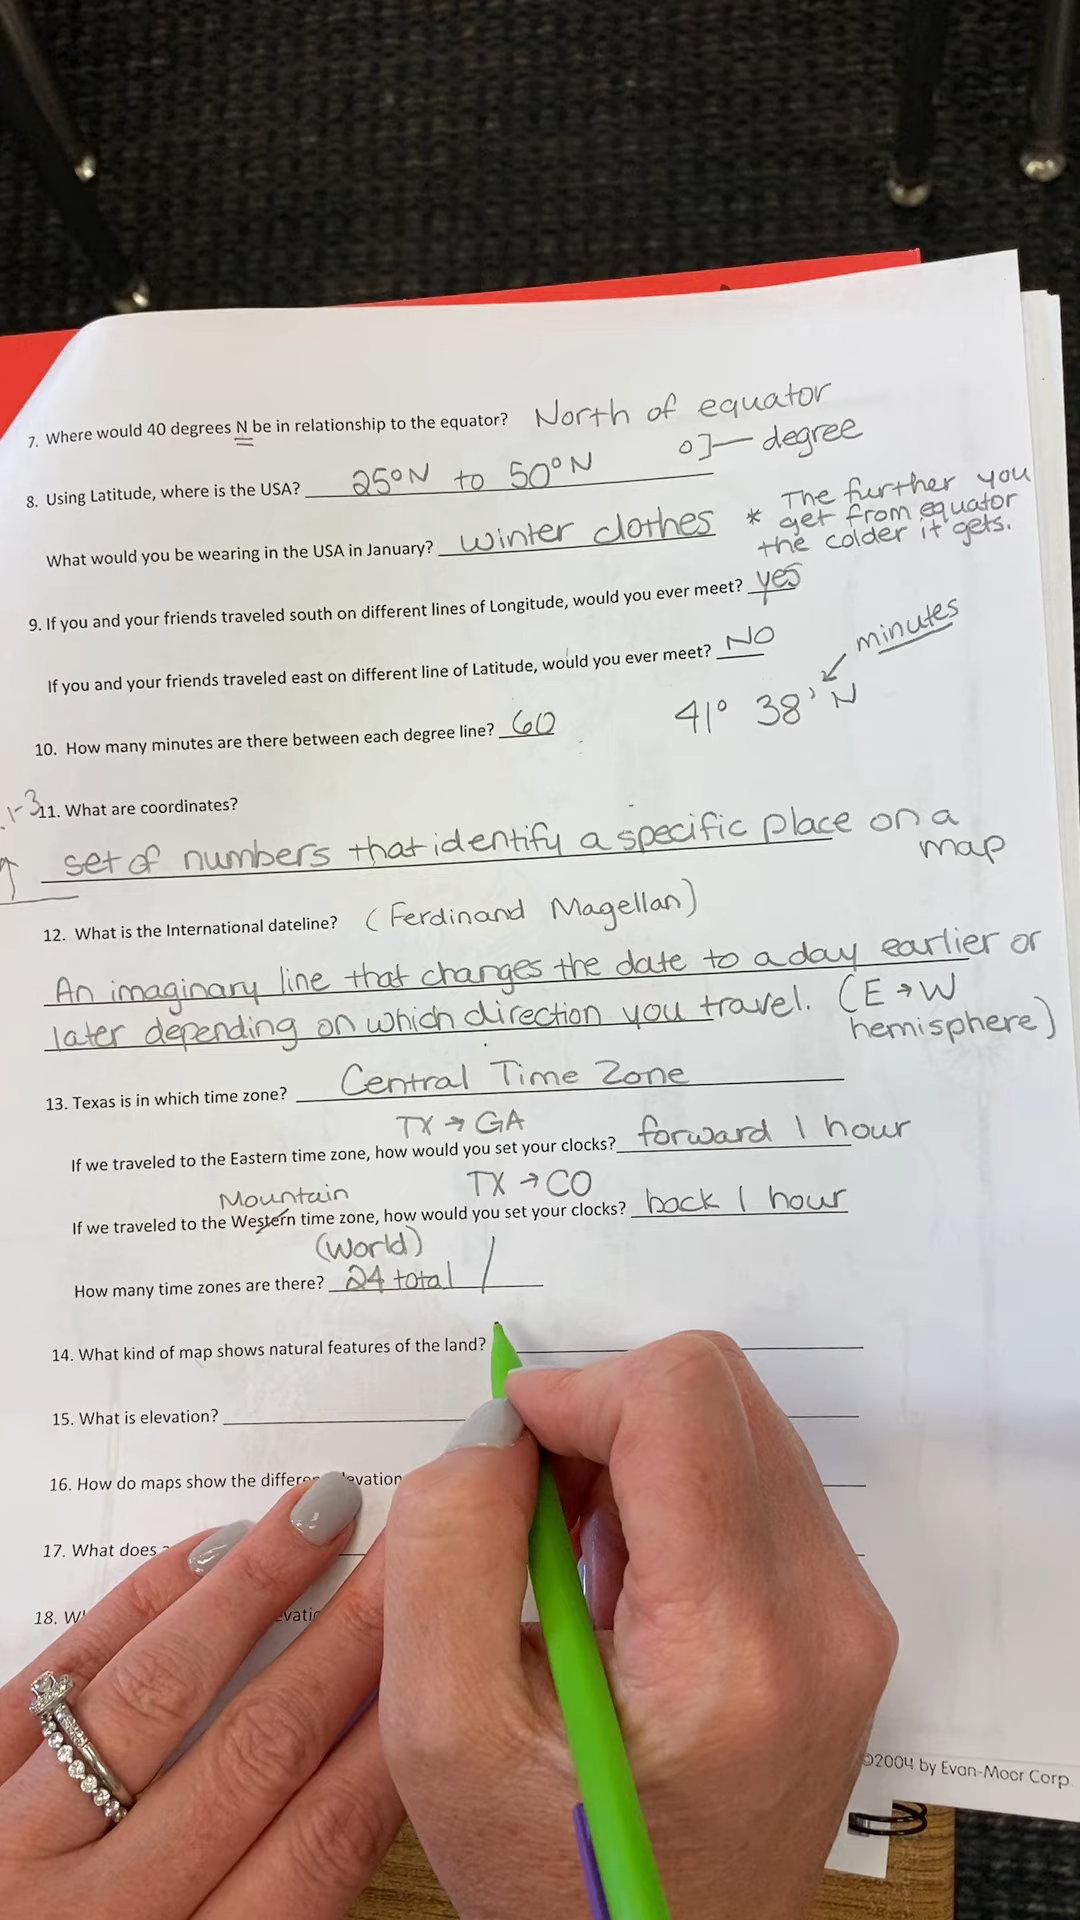 7. Where would 40 degrees N be in relationship to the equator? North of equator
°]— degree
8. Using Latitude, where is the USA? 25°N to 50°N
* The further you
get from equator
the colder it gets.
What would you be wearing in the USA in January? winter clothes
9. If you and your friends traveled south on different lines of Longitude, would you ever meet? yes
If you and your friends traveled east on different line of Latitude, would you ever meet? NO
minutes
10. How many minutes are there between each degree line? 60
41° 38' N
11. What are coordinates?
set of numbers that identify a specific place on a
map
12. What is the International dateline? (Ferdinand Magellan)
An imaginary line that changes the date to a day earlier or
later depending on which direction you travel. (E → W
hemisphere)
13. Texas is in which time zone? Central Time Zone
TX → GA
If we traveled to the Eastern time zone, how would you set your clocks? forward 1 hour
Mountain TX → CO
If we traveled to the Western time zone, how would you set your clocks? back 1 hour
(World)
How many time zones are there? 24 total /
14. What kind of map shows natural features of the land?
15. What is elevation?
16. How do maps show the
17. What does
18.
©2004 by Evan-Moor Corp.